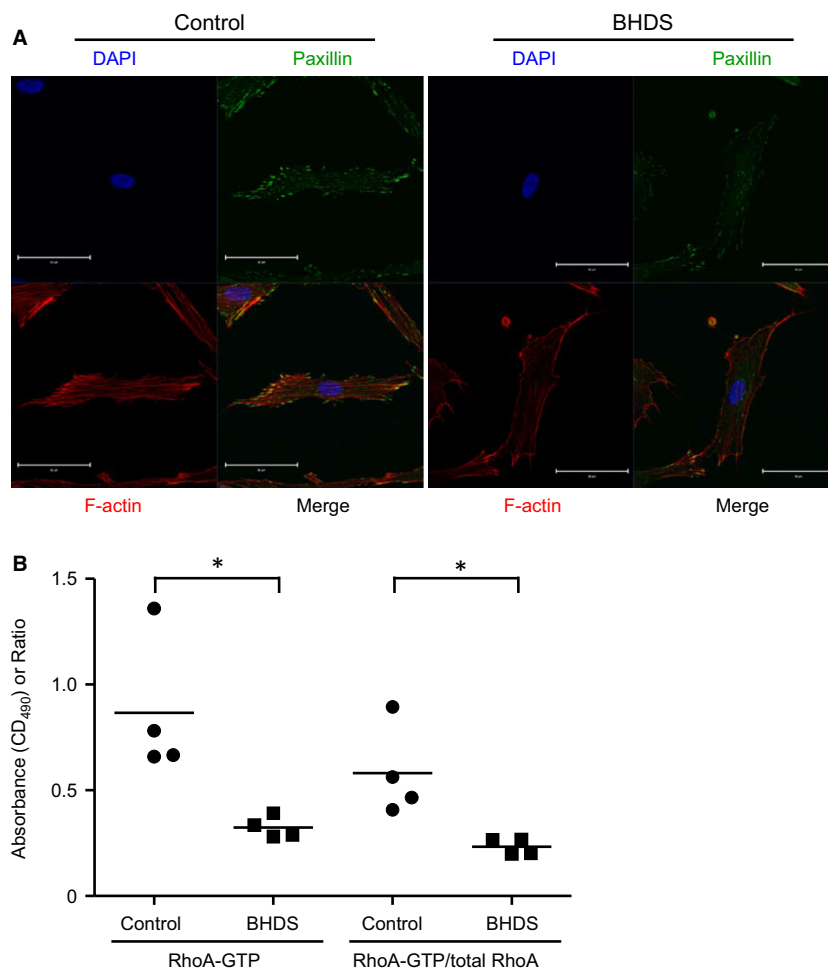 A
Control BHDS
DAPI Paxillin DAPI Paxillin
F-actin Merge F-actin Merge
B
* *
1.5
1.0
0.5
0
Absorbance (CD490) or Ratio
Control BHDS Control BHDS
RhoA-GTP RhoA-GTP/total RhoA